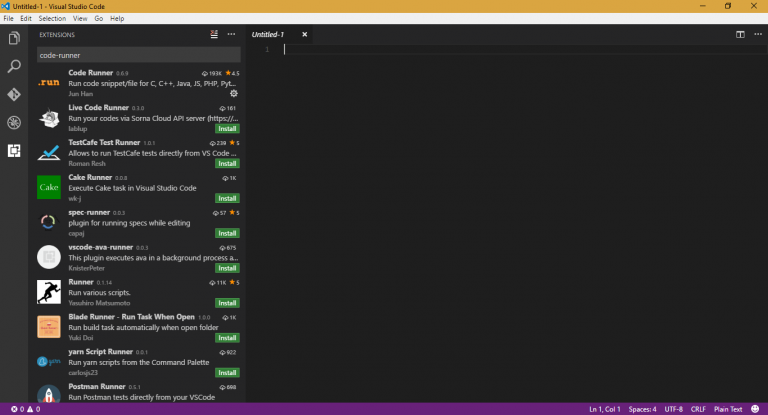 Untitled-1 - Visual Studio Code
File Edit Selection View Go Help
EXTENSIONS
code-runner
.run
Code Runner 0.6.9 193K 4.5
Run code snippet/file for C, C++, Java, JS, PHP, Pyt...
Jun Han
Live Code Runner 0.3.0 161
Run your codes via Sorna Cloud API server (https://...
lablup Install
TestCafe Test Runner 1.0.1 239 5
Allows to run TestCafe tests directly from VS Code ...
Roman Resh Install
Cake
Cake Runner 0.0.8 1K
Execute Cake task in Visual Studio Code
wk-j Install
spec-runner 0.0.3 57 5
plugin for running specs while editing
capaj Install
vscode-ava-runner 0.0.3 675
This plugin executes ava in a background process a...
KnisterPeter Install
Runner 0.1.14 11K 5
Run various scripts.
Yasuhiro Matsumoto Install
Blade Runner - Run Task When Open 1.0.0 1K
Run build task automatically when open folder
Yuki Doi Install
yarn
yarn Script Runner 0.0.1 922
Run yarn scripts from the Command Palette
carlosjs23 Install
Postman Runner 0.5.1 698
Run Postman tests directly from your VSCode
Untitled-1
1
0 0
Ln 1, Col 1 Spaces: 4 UTF-8 CRLF Plain Text